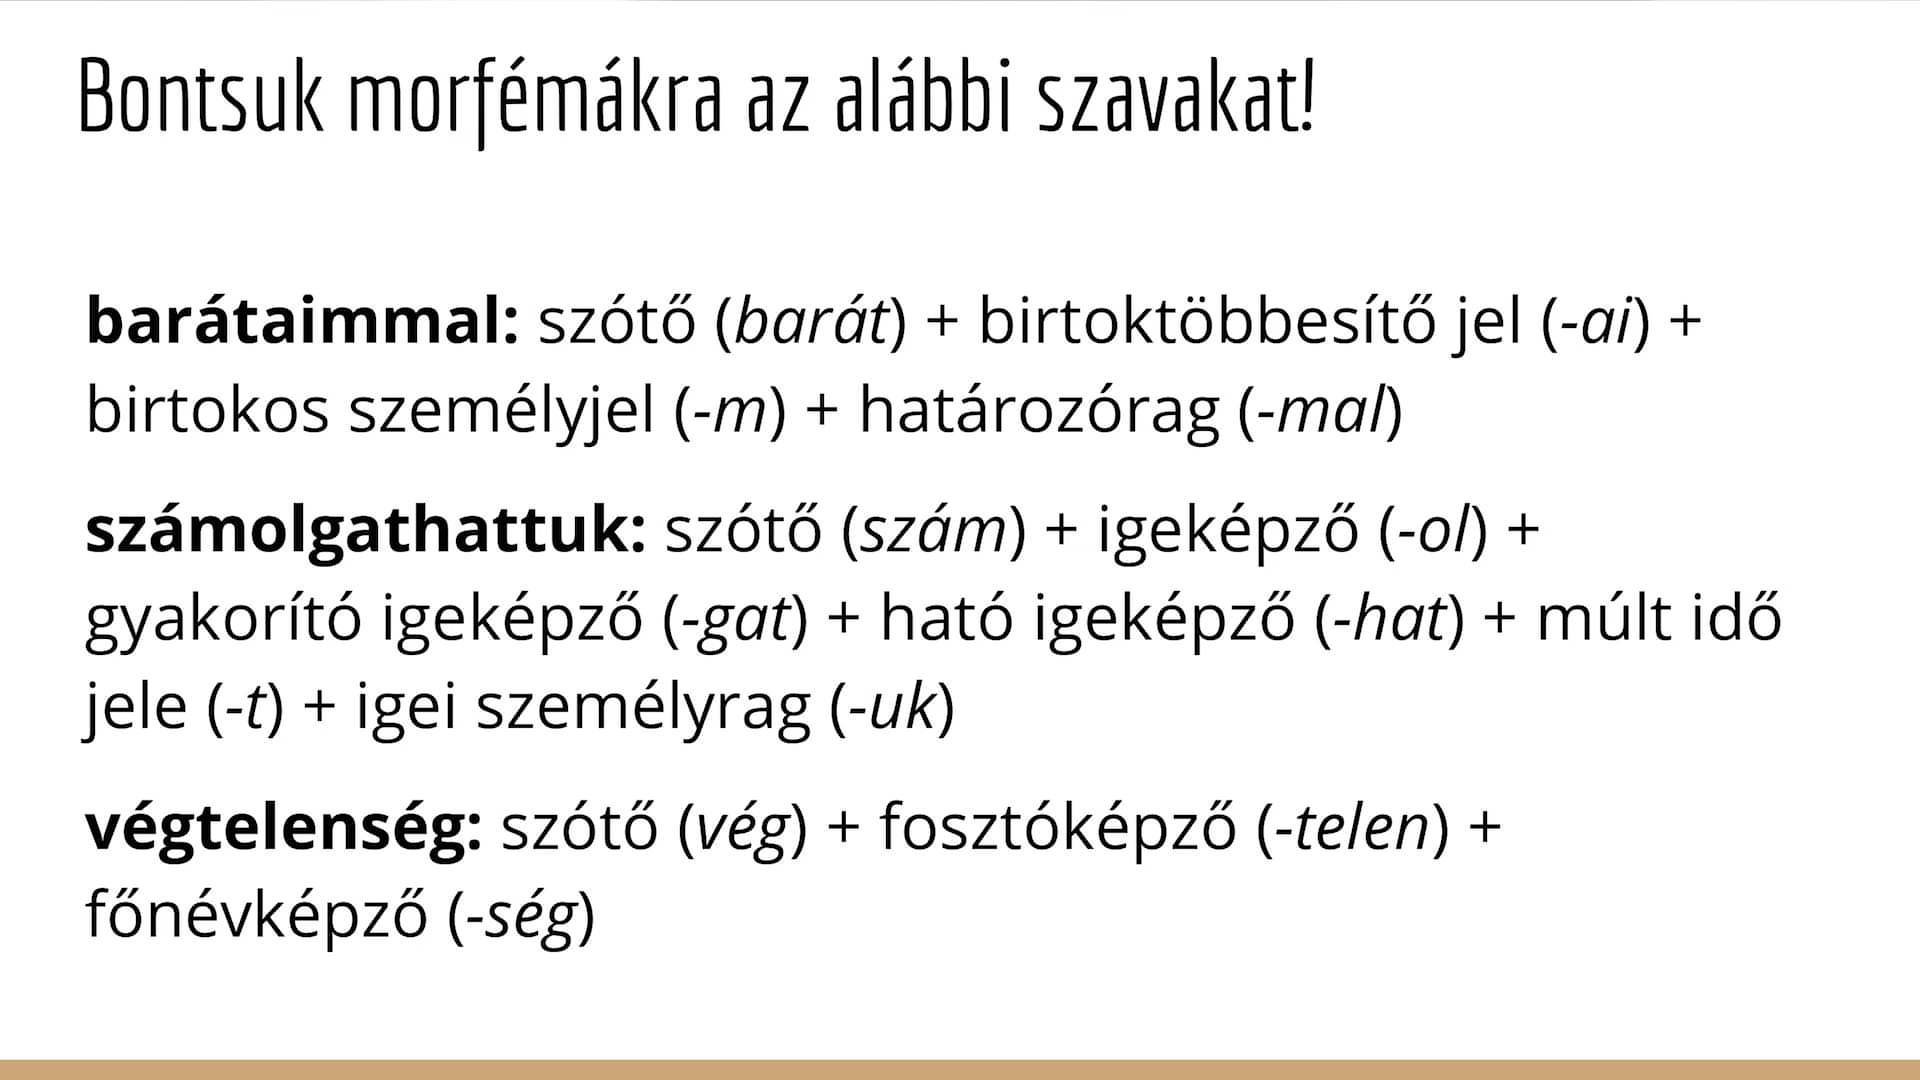 Bontsuk morfémákra az alábbi szavakat!
barátaimmal: szótő (barát) + birtoktöbbesítő jel (-ai) +
birtokos személyjel (-m) + határozórag (-mal)
számolgathattuk: szótő (szám) + igeképző (-ol) +
gyakorító igeképző (-gat) + ható igeképző (-hat) + múlt idő
jele (-t) + igei személyrag (-uk)
végtelenség: szótő (vég) + fosztóképző (-telen) +
főnévképző (-ség)